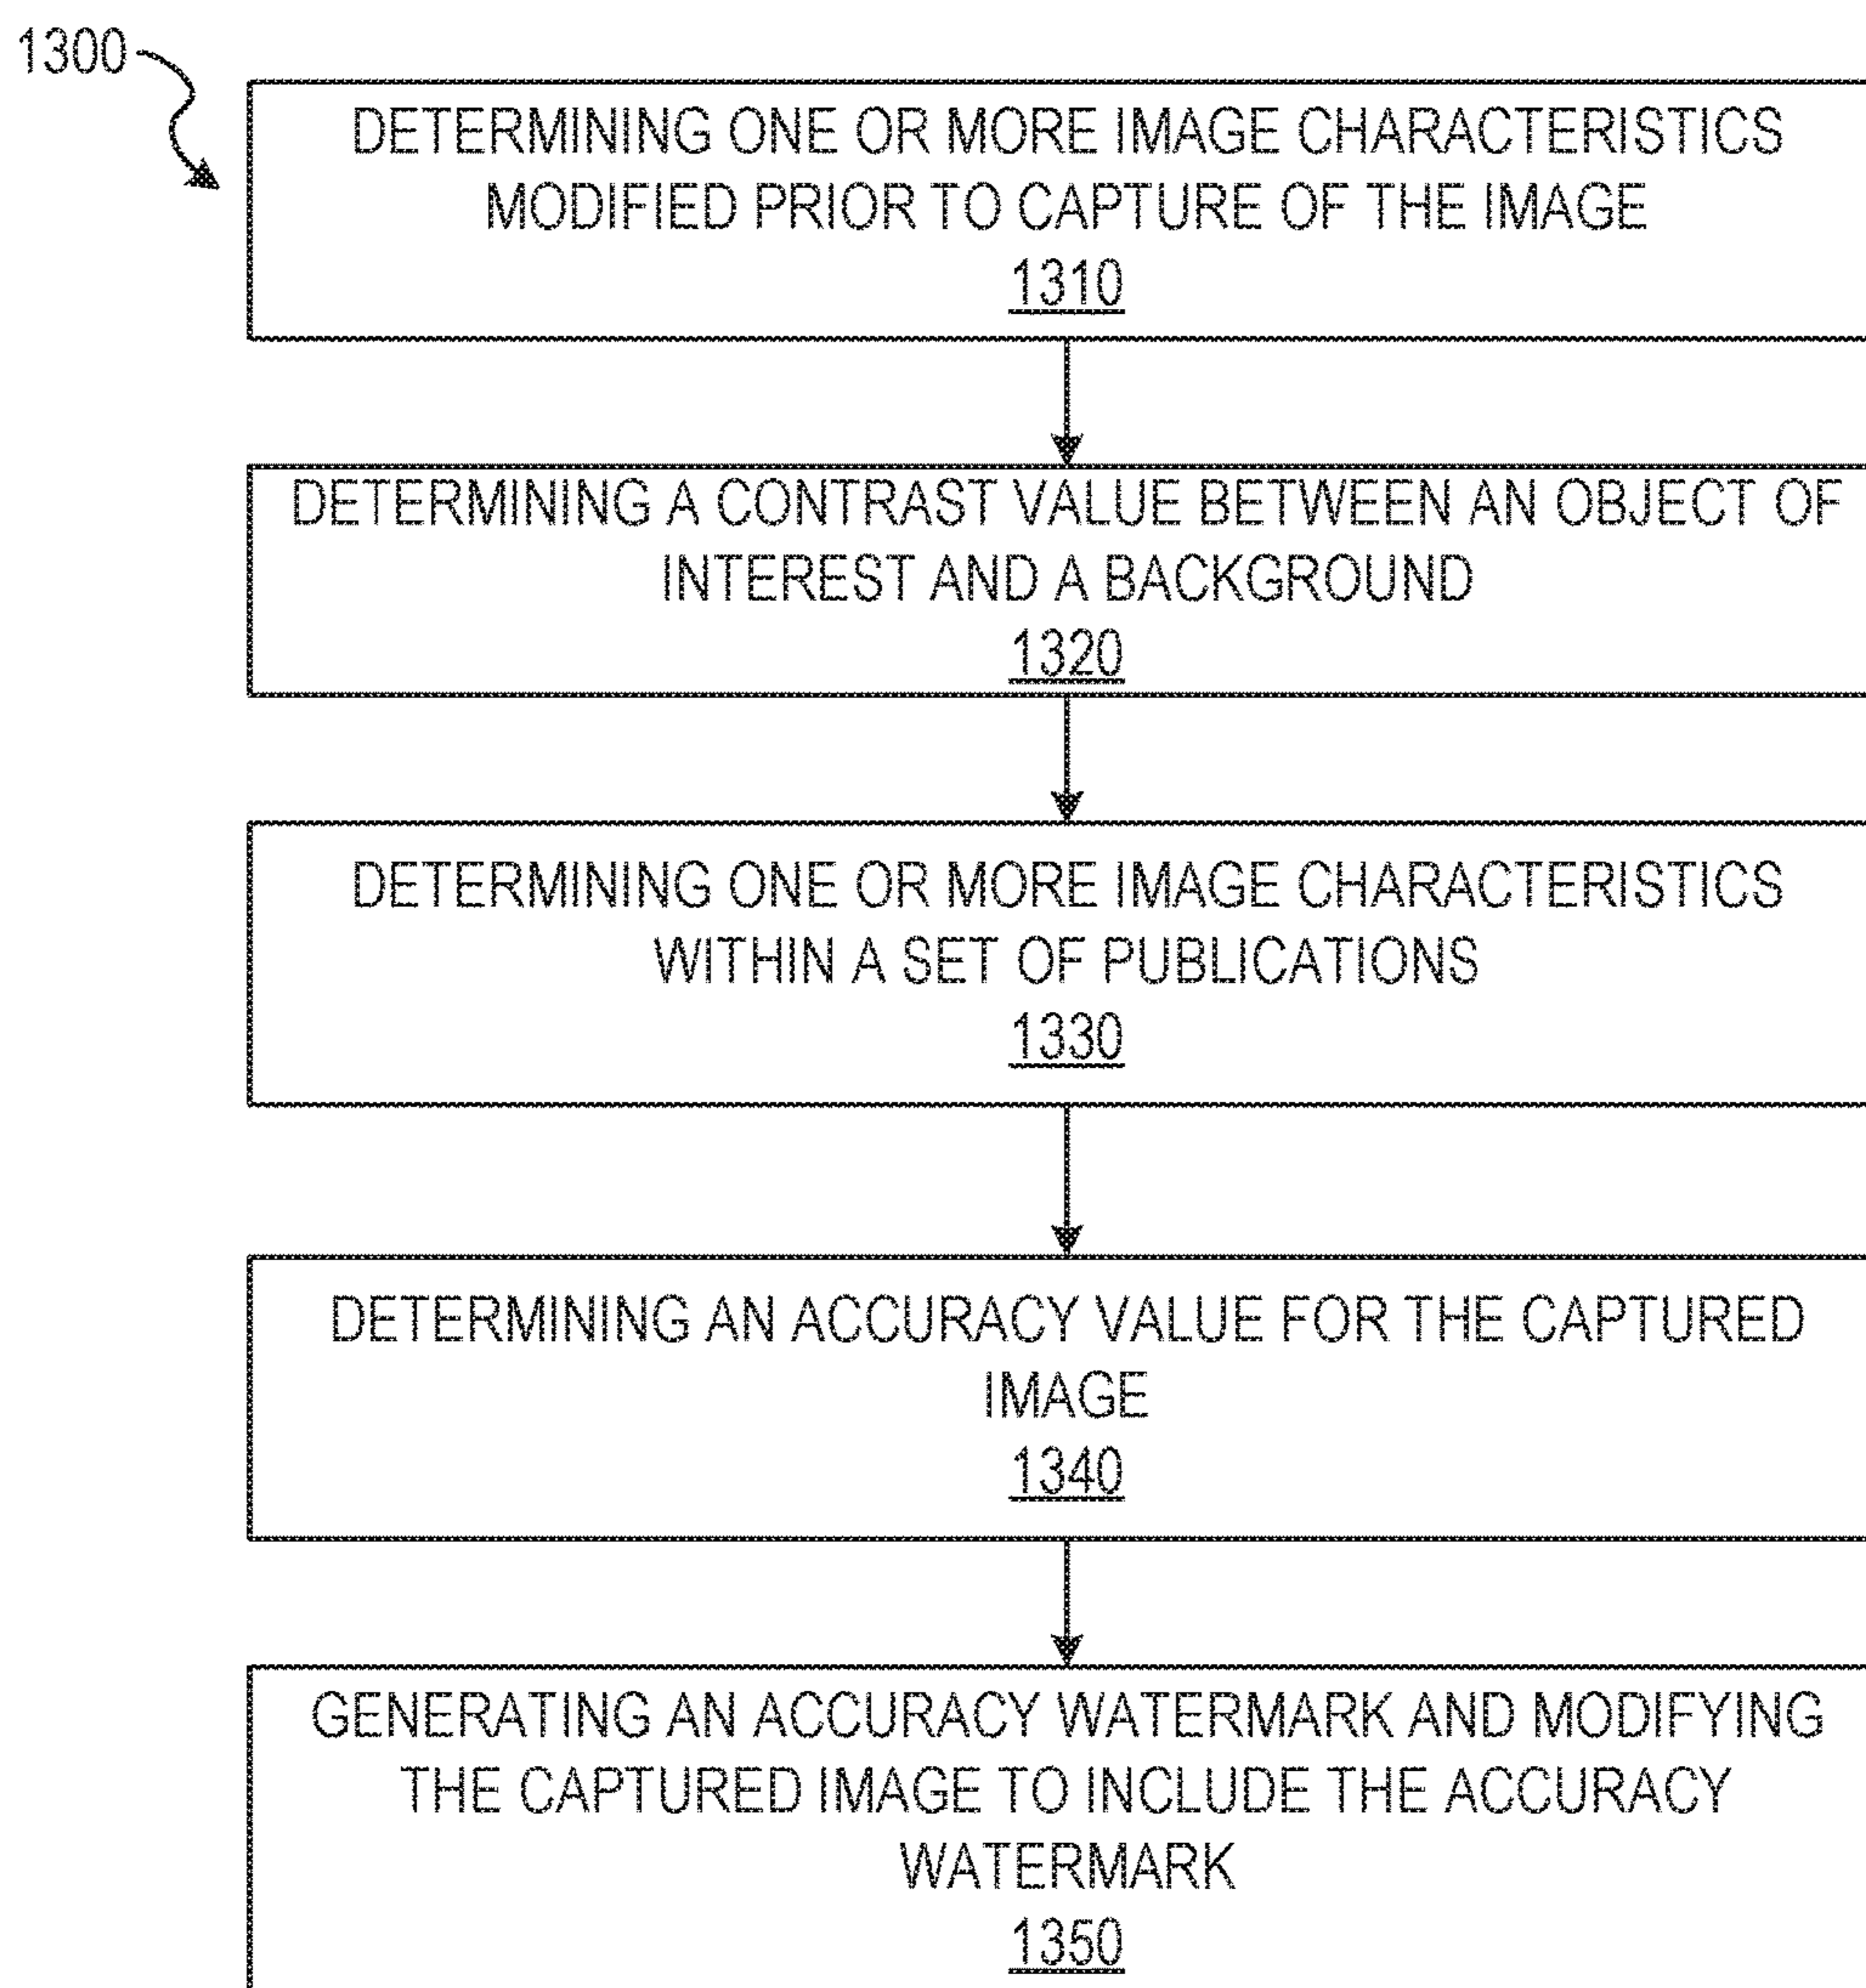 1300
DETERMINING ONE OR MORE IMAGE CHARACTERISTICS
MODIFIED PRIOR TO CAPTURE OF THE IMAGE
1310
DETERMINING A CONTRAST VALUE BETWEEN AN OBJECT OF
INTEREST AND A BACKGROUND
1320
DETERMINING ONE OR MORE IMAGE CHARACTERISTICS
WITHIN A SET OF PUBLICATIONS
1330
DETERMINING AN ACCURACY VALUE FOR THE CAPTURED
IMAGE
1340
GENERATING AN ACCURACY WATERMARK AND MODIFYING
THE CAPTURED IMAGE TO INCLUDE THE ACCURACY
WATERMARK
1350